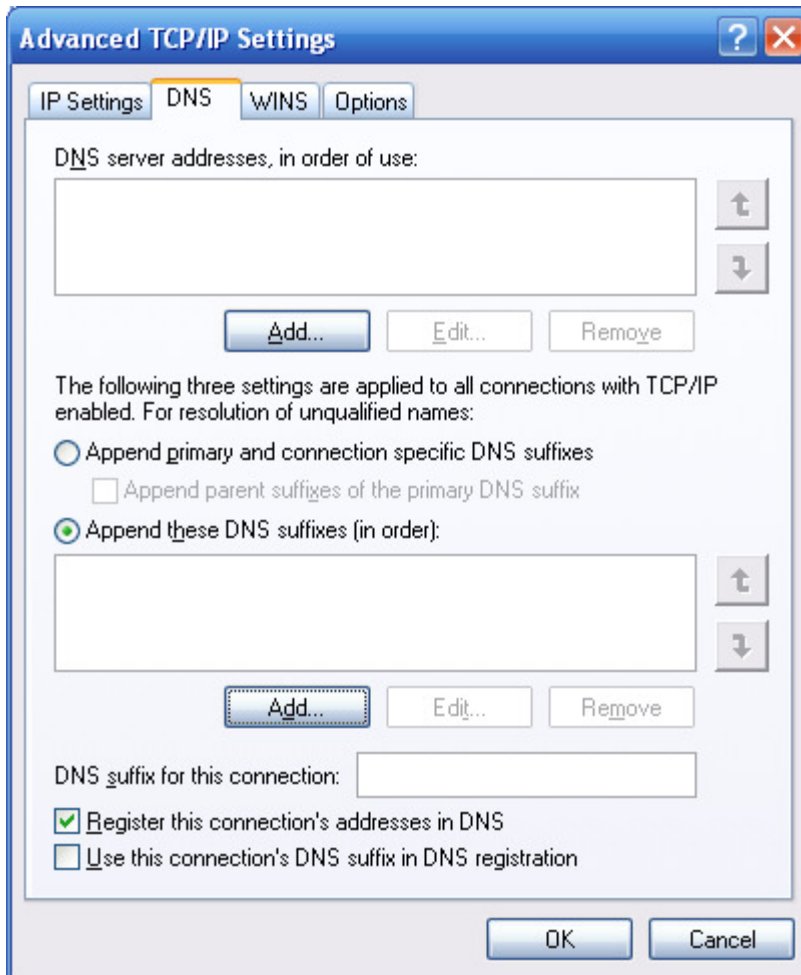 Advanced TCP/IP Settings
IP Settings DNS WINS Options
DNS server addresses, in order of use:
Add... Edit... Remove
The following three settings are applied to all connections with TCP/IP
enabled. For resolution of unqualified names:
Append primary and connection specific DNS suffixes
Append parent suffixes of the primary DNS suffix
Append these DNS suffixes (in order):
Add... Edit... Remove
DNS suffix for this connection:
Register this connection's addresses in DNS
Use this connection's DNS suffix in DNS registration
OK Cancel